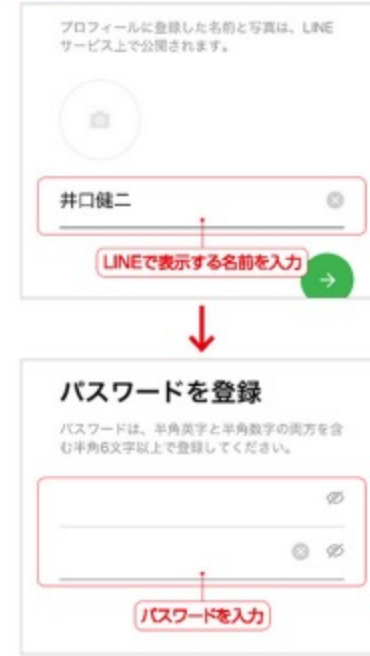 プロフィールに登録した名前と写真は、LINE
サービス上で公開されます。
井口健二
LINEで表示する名前を入力
パスワードを登録
パスワードは、半角英字と半角数字の両方を含
む半角6文字以上で登録してください。
パスワードを入力